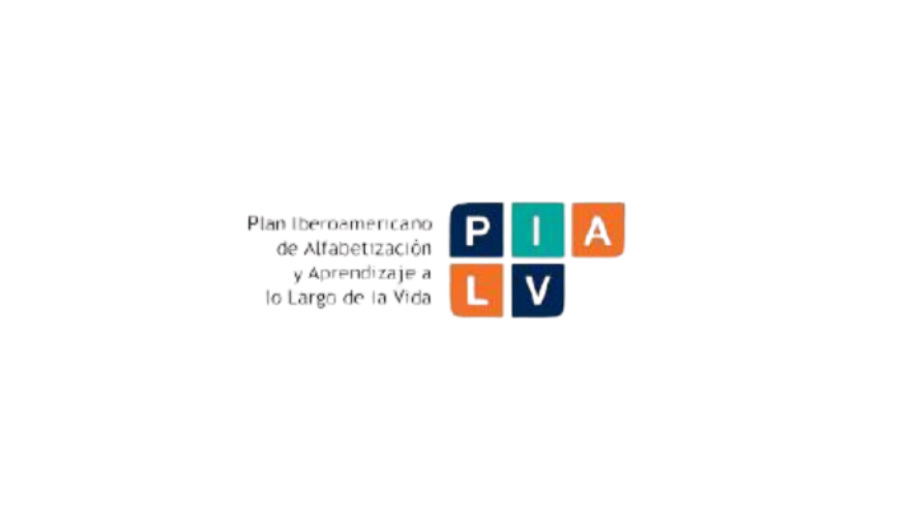 Plan Iberoamericano
de Alfabetización
y Aprendizaje a
lo Largo de la Vida
P I A
L V